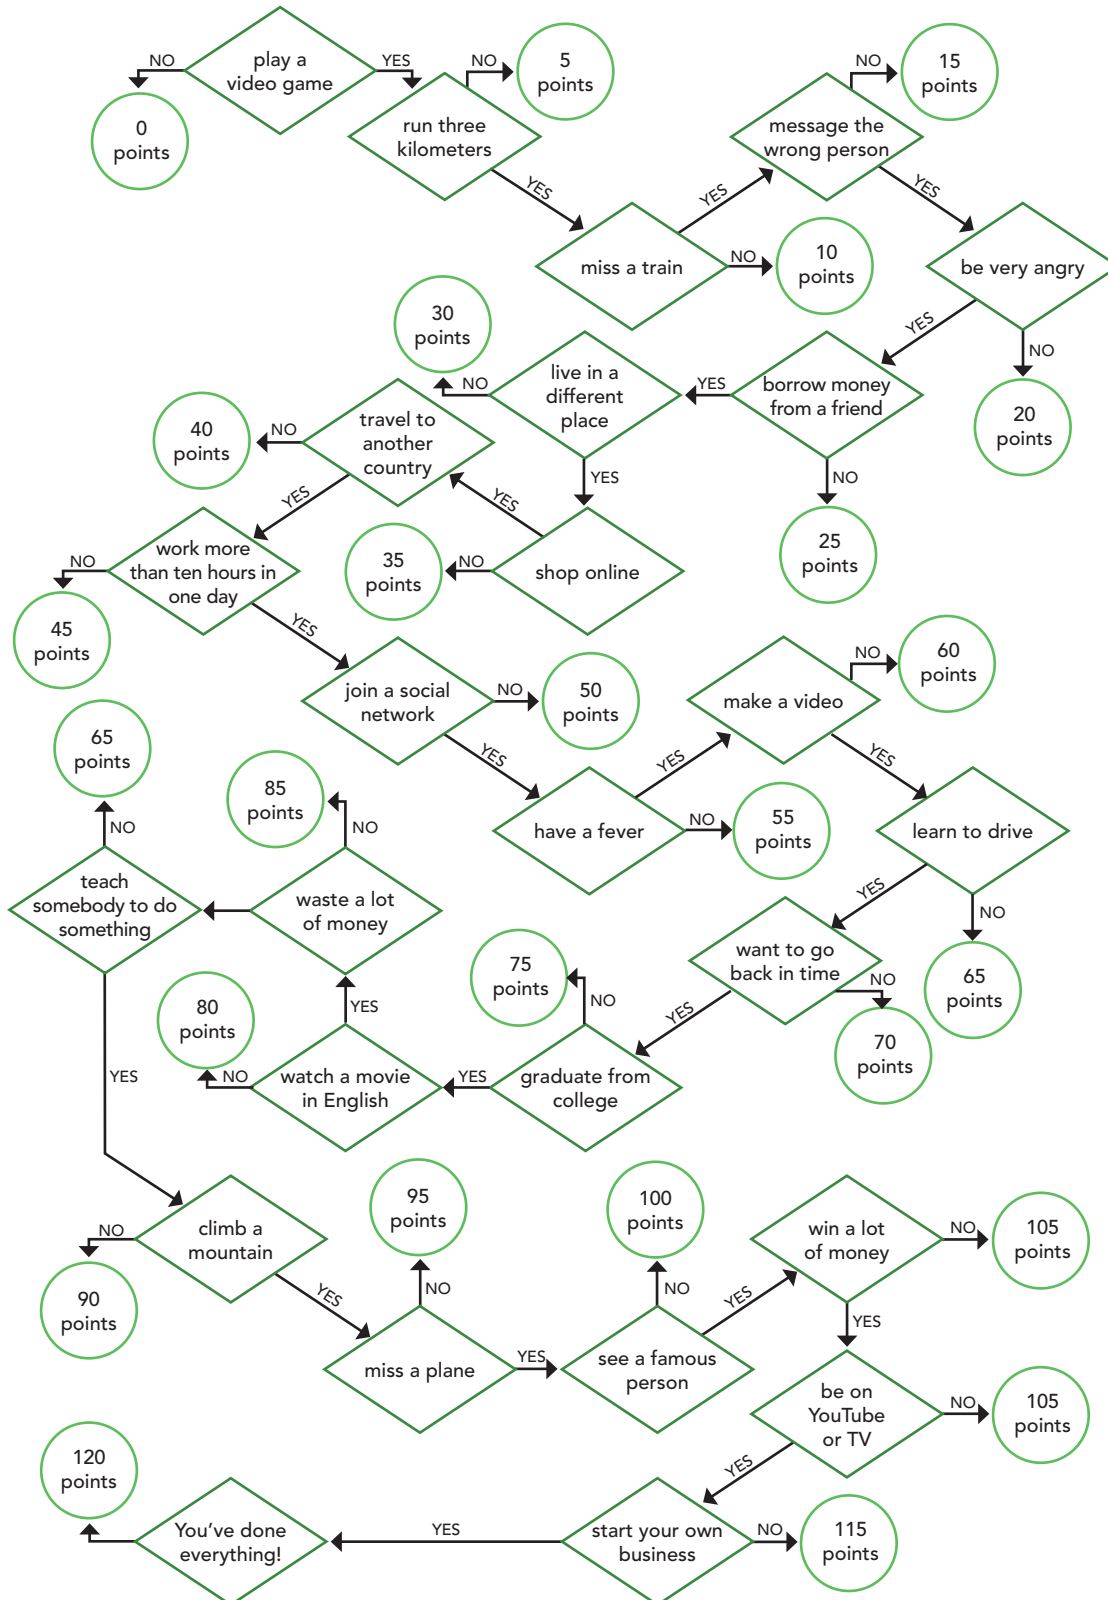 NO
play a
video game
YES
0
points
run three
kilometers
NO
5
points
YES
miss a train
YES
NO
10
points
message the
wrong person
NO
15
points
YES
be very angry
NO
20
points
YES
borrow money
from a friend
NO
25
points
YES
live in a
different
place
NO
30
points
YES
shop online
NO
35
points
YES
travel to
another
country
NO
40
points
YES
work more
than ten hours in
one day
NO
45
points
YES
join a social
network
NO
50
points
YES
have a fever
NO
55
points
YES
make a video
NO
60
points
YES
learn to drive
NO
65
points
YES
want to go
back in time
NO
70
points
YES
graduate from
college
NO
75
points
YES
watch a movie
in English
NO
80
points
YES
waste a lot
of money
NO
85
points
teach
somebody to do
something
NO
65
points
YES
climb a
mountain
NO
90
points
YES
miss a plane
NO
95
points
YES
see a famous
person
NO
100
points
YES
win a lot
of money
NO
105
points
YES
be on
YouTube
or TV
NO
105
points
YES
start your own
business
NO
115
points
YES
You've done
everything!
120
points